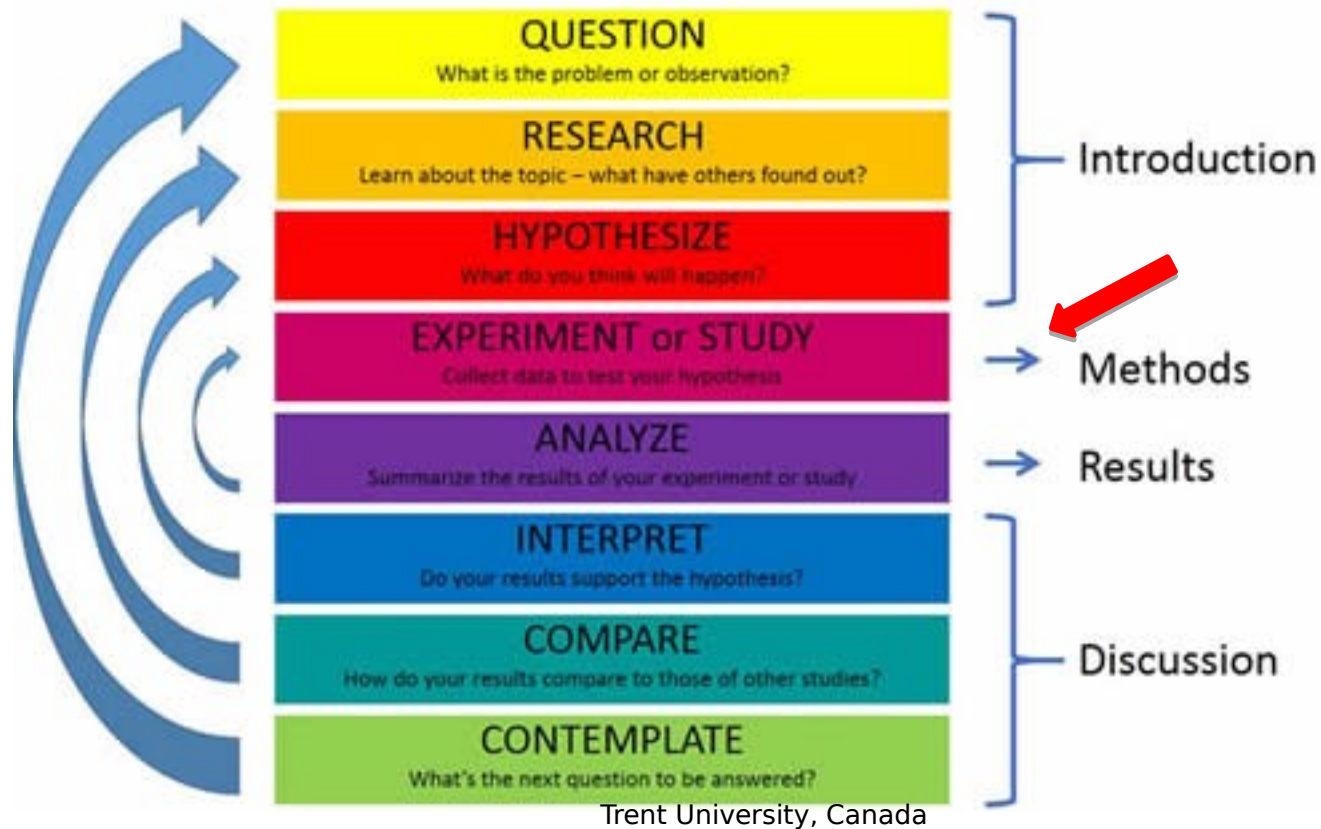 QUESTION
What is the problem or observation?
RESEARCH
Learn about the topic – what have others found out?
HYPOTHESIZE
What do you think will happen?
Introduction
EXPERIMENT or STUDY
Collect data to test your hypothesis
Methods
ANALYZE
Summarize the results of your experiment or study
Results
INTERPRET
Do your results support the hypothesis?
COMPARE
How do your results compare to those of other studies?
CONTEMPLATE
What's the next question to be answered?
Discussion
Trent University, Canada